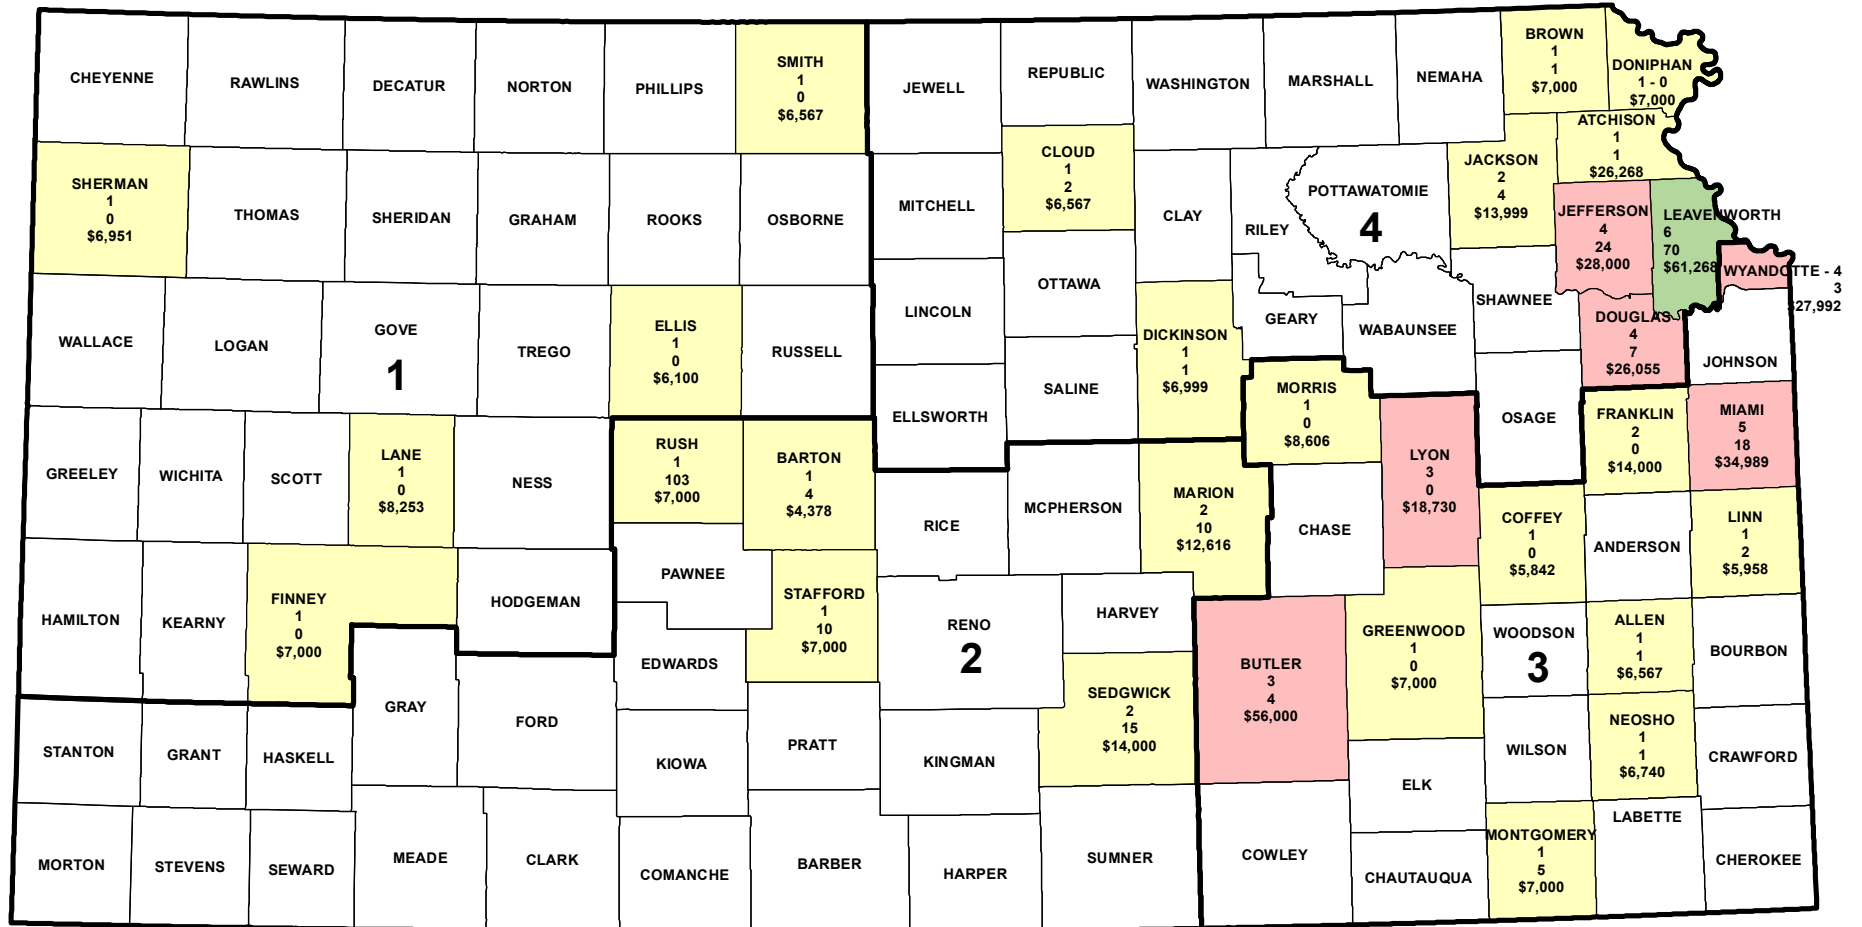 CHEYENNE
RAWLINS
DECATUR
NORTON
PHILLIPS
SMITH
1
0
$6,567
JEWELL
REPUBLIC
WASHINGTON
MARSHALL
NEMAHA
BROWN
1
1
$7,000
DONIPHAN
1 - 0
$7,000
ATCHISON
1
1
$26,268
SHERMAN
1
0
$6,951
THOMAS
SHERIDAN
GRAHAM
ROOKS
OSBORNE
MITCHELL
CLOUD
1
2
$6,567
CLAY
RILEY
POTTAWATOMIE
4
JACKSON
2
4
$13,999
JEFFERSON
4
24
$28,000
LEAVENWORTH
6
70
$61,268
WYANDOTTE - 4
3
$27,992
WALLACE
LOGAN
GOVE
1
TREGO
ELLIS
1
0
$6,100
RUSSELL
LINCOLN
OTTAWA
DICKINSON
1
1
$6,999
GEARY
WABAUNSEE
SHAWNEE
DOUGLAS
4
7
$26,055
JOHNSON
ELLSWORTH
SALINE
MORRIS
1
0
$8,606
OSAGE
FRANKLIN
2
0
$14,000
MIAMI
5
18
$34,989
GREELEY
WICHITA
SCOTT
LANE
1
0
$8,253
NESS
RUSH
1
103
$7,000
BARTON
1
4
$4,378
RICE
MCPHERSON
MARION
2
10
$12,616
CHASE
LYON
3
0
$18,730
COFFEY
1
0
$5,842
ANDERSON
LINN
1
2
$5,958
HAMILTON
KEARNY
FINNEY
1
0
$7,000
HODGEMAN
PAWNEE
STAFFORD
1
10
$7,000
RENO
2
HARVEY
EDWARDS
BUTLER
3
4
$56,000
GREENWOOD
1
0
$7,000
WOODSON
3
ALLEN
1
1
$6,567
BOURBON
SEDGWICK
2
15
$14,000
GRAY
FORD
STANTON
GRANT
HASKELL
KIOWA
PRATT
KINGMAN
WILSON
NEOSHO
1
1
$6,740
CRAWFORD
ELK
MORTON
STEVENS
SEWARD
MEADE
CLARK
COMANCHE
BARBER
HARPER
SUMNER
COWLEY
CHAUTAUQUA
MONTGOMERY
1
5
$7,000
LABETTE
CHEROKEE